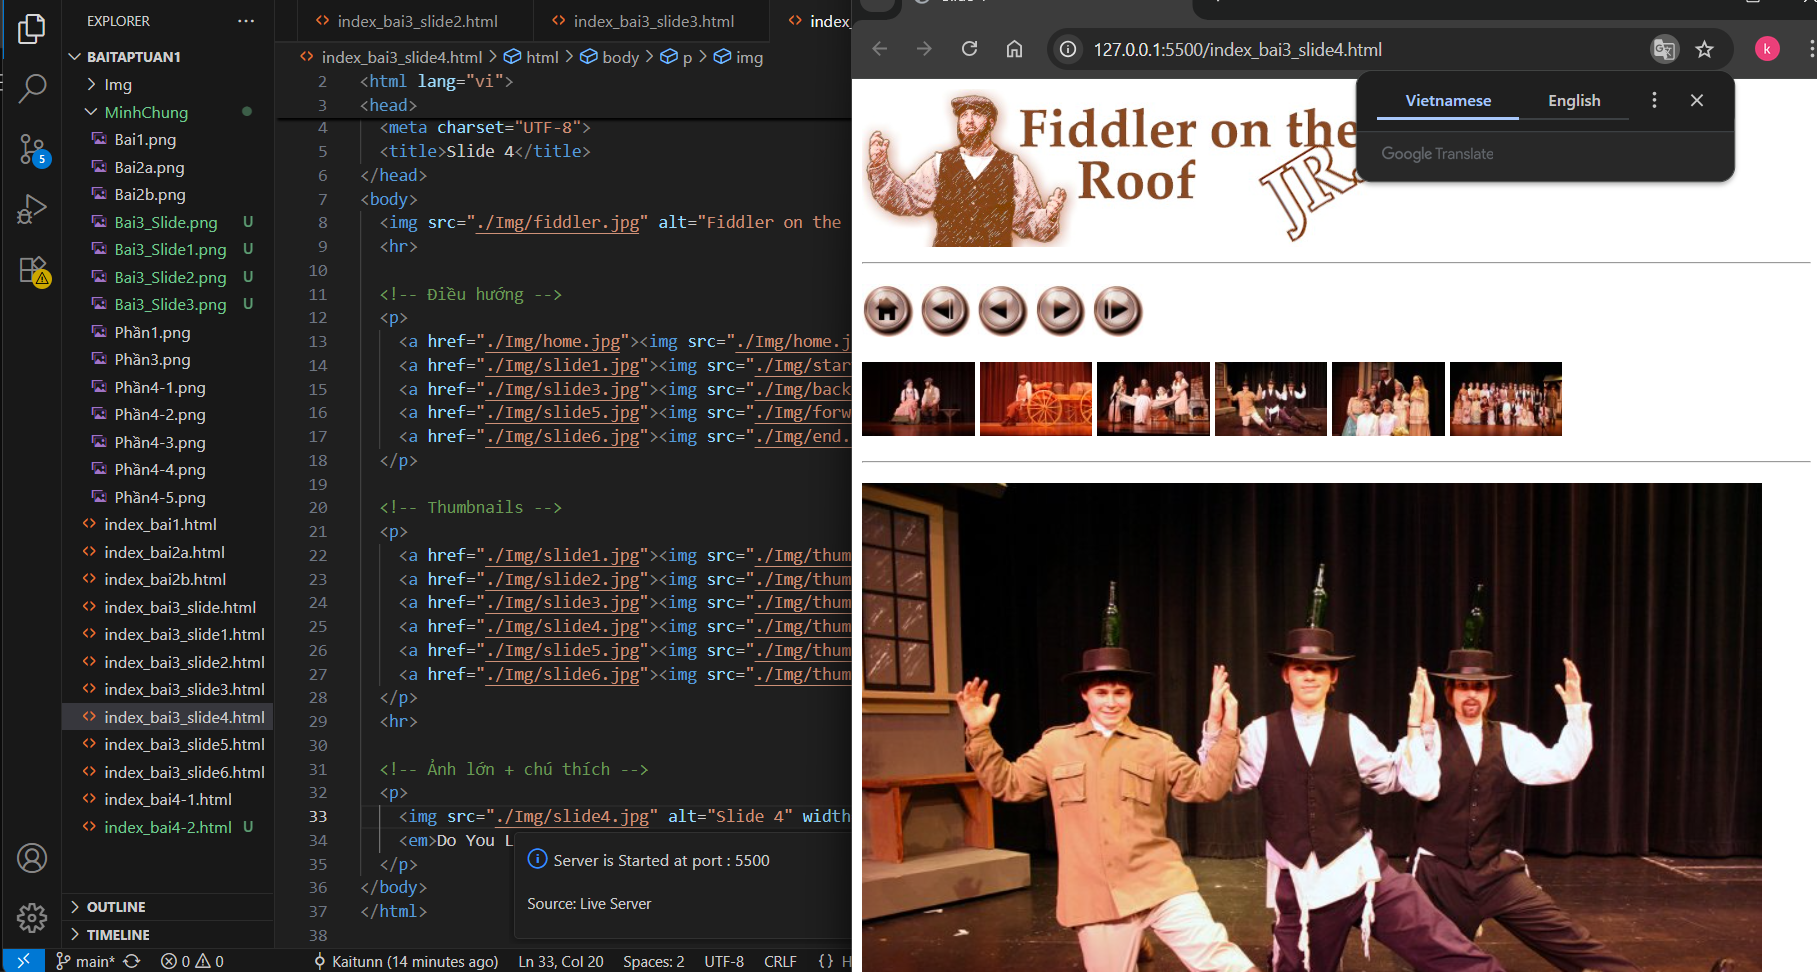 EXPLORER
BAITAPTUAN1
Img
MinhChung
Bai1.png
Bai2a.png
Bai2b.png
Bai3_Slide.png U
Bai3_Slide1.png U
Bai3_Slide2.png U
Bai3_Slide3.png U
Phần1.png
Phần3.png
Phần4-1.png
Phần4-2.png
Phần4-3.png
Phần4-4.png
Phần4-5.png
index_bai1.html
index_bai2a.html
index_bai2b.html
index_bai3_slide.html
index_bai3_slide1.html
index_bai3_slide2.html
index_bai3_slide3.html
index_bai3_slide4.html
index_bai3_slide5.html
index_bai3_slide6.html
index_bai4-1.html
index_bai4-2.html U
OUTLINE
TIMELINE
5
index_bai3_slide2.html index_bai3_slide3.html index_
index_bai3_slide4.html > html > body > p > img
2 <html lang="vi">
3 <head>
4 <meta charset="UTF-8">
5 <title>Slide 4</title>
6 </head>
7 <body>
8 <img src="./Img/fiddler.jpg" alt="Fiddler on the
9 <hr>
10
11 <!-- Điều hướng -->
12 <p>
13 <a href="./Img/home.jpg"><img src="./Img/home.j
14 <a href="./Img/slide1.jpg"><img src="./Img/star
15 <a href="./Img/slide3.jpg"><img src="./Img/back
16 <a href="./Img/slide5.jpg"><img src="./Img/forw
17 <a href="./Img/slide6.jpg"><img src="./Img/end.
18 </p>
19
20 <!-- Thumbnails -->
21 <p>
22 <a href="./Img/slide1.jpg"><img src="./Img/thum
23 <a href="./Img/slide2.jpg"><img src="./Img/thum
24 <a href="./Img/slide3.jpg"><img src="./Img/thum
25 <a href="./Img/slide4.jpg"><img src="./Img/thum
26 <a href="./Img/slide5.jpg"><img src="./Img/thum
27 <a href="./Img/slide6.jpg"><img src="./Img/thum
28 </p>
29 <hr>
30
31 <!-- Ảnh lớn + chú thích -->
32 <p>
33 <img src="./Img/slide4.jpg" alt="Slide 4" width
34 <em>Do You L
35 </p>
36 </body>
37 </html>
38
Server is Started at port : 5500
Source: Live Server
main* 0 0 Kaitunn (14 minutes ago) Ln 33, Col 20 Spaces: 2 UTF-8 CRLF {} H
127.0.0.1:5500/index_bai3_slide4.html
k
Vietnamese English
Google Translate
Fiddler on the
Roof
JR.